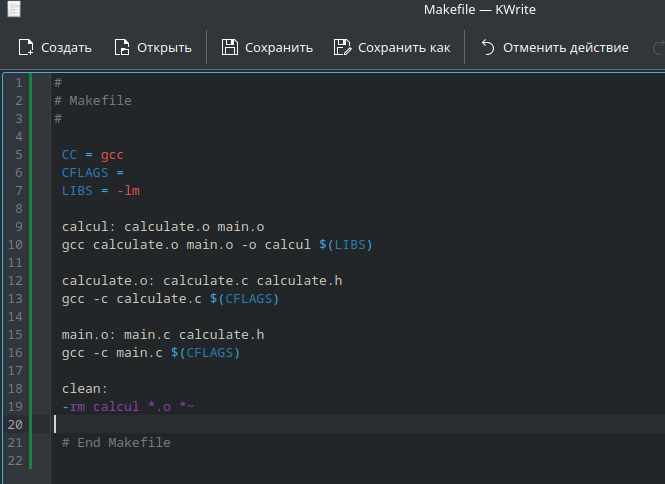 Makefile — KWrite
Создать Открыть Сохранить Сохранить как Отменить действие
1 #
2 # Makefile
3 #
4
5 CC = gcc
6 CFLAGS =
7 LIBS = -lm
8
9 calcul: calculate.o main.o
10 gcc calculate.o main.o -o calcul $(LIBS)
11
12 calculate.o: calculate.c calculate.h
13 gcc -c calculate.c $(CFLAGS)
14
15 main.o: main.c calculate.h
16 gcc -c main.c $(CFLAGS)
17
18 clean:
19 -rm calcul *.o *~
20
21 # End Makefile
22